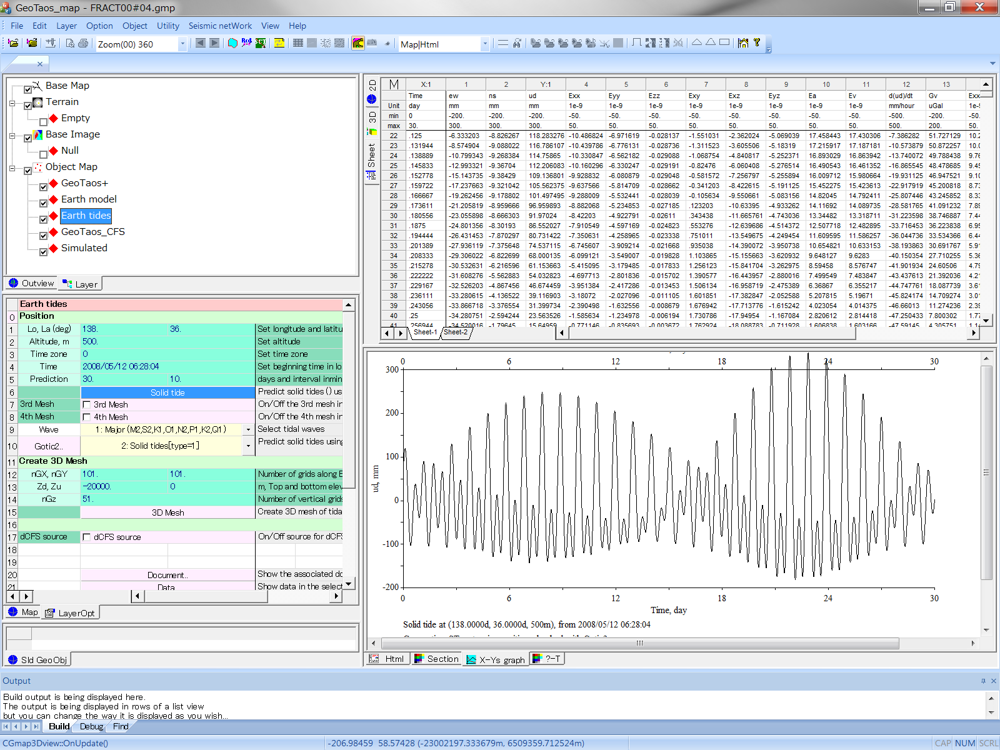 GeoTaos_map - FRACT00#04.gmp
File Edit Layer Option Object Utility Seismic netWork View Help
Zoom(00) 360
Map|Html
Base Map
Terrain
Empty
Base Image
Null
Object Map
GeoTaos+
Earth model
Earth tides
GeoTaos_CFS
Simulated
Outview Layer
Earth tides
0 Position
1 Lo, La (deg) 138. 36. Set longitude and latitu
2 Altitude, m 500. Set altitude
3 Time zone 0 Set time zone
4 Time 2008/05/12 06:28:04 Set beginning time in lo
5 Prediction 30. 10. days and interval inmin
6 Solid tide Predict solid tides () us
7 3rd Mesh 3rd Mesh On/Off the 3rd mesh in
8 4th Mesh 4th Mesh On/Off the 4th mesh in
9 Wave 1: Major (M2,S2,K1,O1,N2,P1,K2,Q1) Select tidal waves
10 Gotic2.. 2: Solid tides[type=1] Predict solid tides using
11 Create 3D Mesh
12 nGX, nGY 101. 101. Number of grids along E
13 Zd, Zu -20000. 0 m, Top and bottom elev
14 nGz 51. Number of vertical grids
15 3D Mesh Create 3D mesh of tida
16
17 dCFS source dCFS source On/Off source for dCFS
18
19
20 Document.. Show the associated do
21 Data Show data in the select
Map LayerOpt
Sld GeoObj
2D
3D
Sheet
M X:1 1 2 Y:1 4 5 6 7 8 9 10 11 12 13
Time ew ns ud Exx Eyy Ezz Exy Exz Eyz Ea Ev d(ud)/dt Gv Exx
Unit day mm mm mm 1e-9 1e-9 1e-9 1e-9 1e-9 1e-9 1e-9 1e-9 mm/hour uGal 1e-9
min 0 -200. -200. -200. -50. -50. -50. -50. -50. -50. -50. -50. -500. -200. -50.
max 30. 300. 300. 300. 50. 50. 50. 50. 50. 50. 50. 50. 500. 200. 50.
22 .125 -6.333203 -8.826267 118.283276 -10.486824 -6.971619 -0.028137 -1.551031 -2.362024 -5.069039 17.458443 17.430306 -7.386282 51.727129 10.2
23 .131944 -8.574904 -9.088022 116.786107 -10.439786 -6.776131 -0.028736 -1.311523 -3.605506 -5.18319 17.215917 17.187181 -10.573879 50.872257 10.0
24 .138889 -10.799343 -9.268384 114.75865 -10.330847 -6.562182 -0.029088 -1.068754 -4.840817 -5.252371 16.893029 16.863942 -13.740072 49.788438 9.76
25 .145833 -12.993321 -9.36704 112.206083 -10.160296 -6.330247 -0.029191 -0.82476 -6.060408 -5.276514 16.490543 16.461352 -16.865545 48.478685 9.45
26 .152778 -15.143735 -9.38429 109.136801 -9.928832 -6.080879 -0.029048 -0.581572 -7.256797 -5.255894 16.009712 15.980664 -19.931125 46.947521 9.10
27 .159722 -17.237663 -9.321042 105.562375 -9.637566 -5.814709 -0.028662 -0.341203 -8.422615 -5.191125 15.452275 15.423613 -22.917919 45.200818 8.73
28 .166667 -19.262456 -9.178802 101.497495 -9.288009 -5.532441 -0.028039 -0.105634 -9.550661 -5.083156 14.82045 14.792411 -25.807446 43.245852 8.33
29 .173611 -21.205819 -8.959666 96.959893 -8.882068 -5.234853 -0.027185 .123203 -10.63395 -4.933262 14.11692 14.089735 -28.581765 41.091232 7.89
30 .180556 -23.055898 -8.666303 91.97024 -8.42203 -4.922791 -0.02611 .343438 -11.665761 -4.743036 13.34482 13.318711 -31.223598 38.746887 7.44
31 .1875 -24.801356 -8.30193 86.552027 -7.910549 -4.597169 -0.024823 .553276 -12.639686 -4.514372 12.507718 12.482895 -33.716453 36.223838 6.95
32 .194444 -26.431453 -7.870297 80.731422 -7.350631 -4.258965 -0.023338 .751011 -13.549675 -4.249454 11.609595 11.586257 -36.044736 33.534366 6.44
33 .201389 -27.936119 -7.375648 74.537115 -6.745607 -3.909214 -0.021668 .935038 -14.390072 -3.950738 10.654821 10.633153 -38.193863 30.691767 5.91
34 .208333 -29.306022 -6.822699 68.000135 -6.099121 -3.549007 -0.019828 1.103865 -15.155663 -3.620932 9.648127 9.6283 -40.150354 27.710255 5.36
35 .215278 -30.532631 -6.216596 61.153663 -5.415095 -3.179485 -0.017833 1.256123 -15.841704 -3.262975 8.59458 8.576747 -41.901934 24.60506 4.79
36 .222222 -31.608276 -5.562883 54.032823 -4.697713 -2.801836 -0.015702 1.390577 -16.443957 -2.880016 7.499549 7.483847 -43.437613 21.392036 4.21
37 .229167 -32.526203 -4.867456 46.674459 -3.951384 -2.417286 -0.013453 1.506134 -16.958719 -2.475389 6.36867 6.355217 -44.747761 18.087739 3.61
38 .236111 -33.280615 -4.136522 39.116903 -3.18072 -2.027096 -0.011105 1.601851 -17.382847 -2.052588 5.207815 5.19671 -45.824174 14.709274 3.01
39 .243056 -33.866718 -3.376554 31.399734 -2.390498 -1.632556 -0.008679 1.676942 -17.713776 -1.615242 4.023054 4.014375 -46.66013 11.274236 2.39
40 .25 -34.280751 -2.594244 23.563526 -1.585634 -1.234978 -0.006194 1.730786 -17.94954 -1.167084 2.820612 2.814418 -47.250433 7.800302 1.77
41 .256944 -34.520016 -1.79645 15.64959 -0.771146 -0.835693 -0.003672 1.762924 -18.088783 -0.711928 1.606838 1.603166 -47.59145 4.305751 1.14
Sheet-1 Sheet-2
0 6 12 18 24 30
300
200
100
0
-100
-200
ud, mm
0 6 12 18 24 30
Time, day
Solid tide at (138.0000d, 36.0000d, 500m), from 2008/05/12 06:28:04
Html Section X-Ys graph ?-T
Output
Build output is being displayed here.
The output is being displayed in rows of a list view
but you can change the way it is displayed as you wish...
Build Debug Find
CGmap3Dview::OnUpdate() -206.98459 58.57428 (-23002197.333679m, 6509359.712524m) CAP NUM SCRL